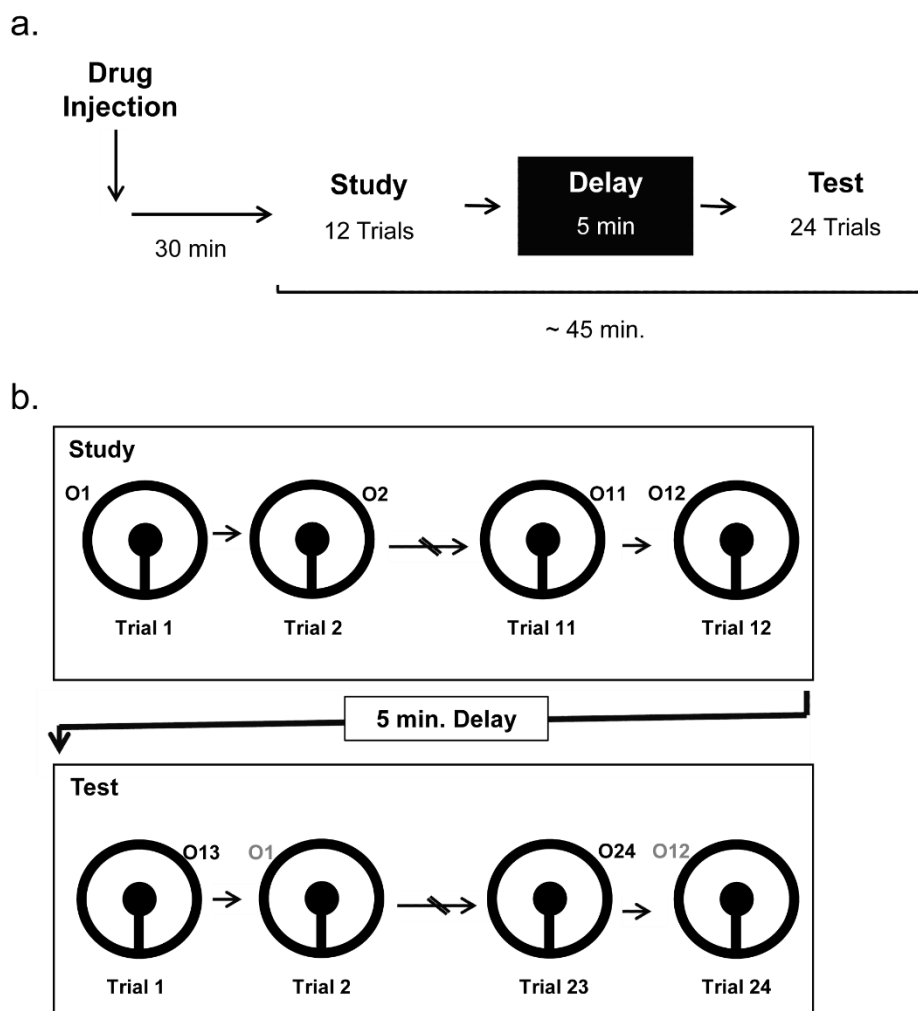 a.
Drug
Injection
30 min
Study
12 Trials
Delay
5 min
Test
24 Trials
~ 45 min.
b.
Study
O1
O2
O11
O12
Trial 1
Trial 2
Trial 11
Trial 12
5 min. Delay
Test
O13
O1
O24
O12
Trial 1
Trial 2
Trial 23
Trial 24